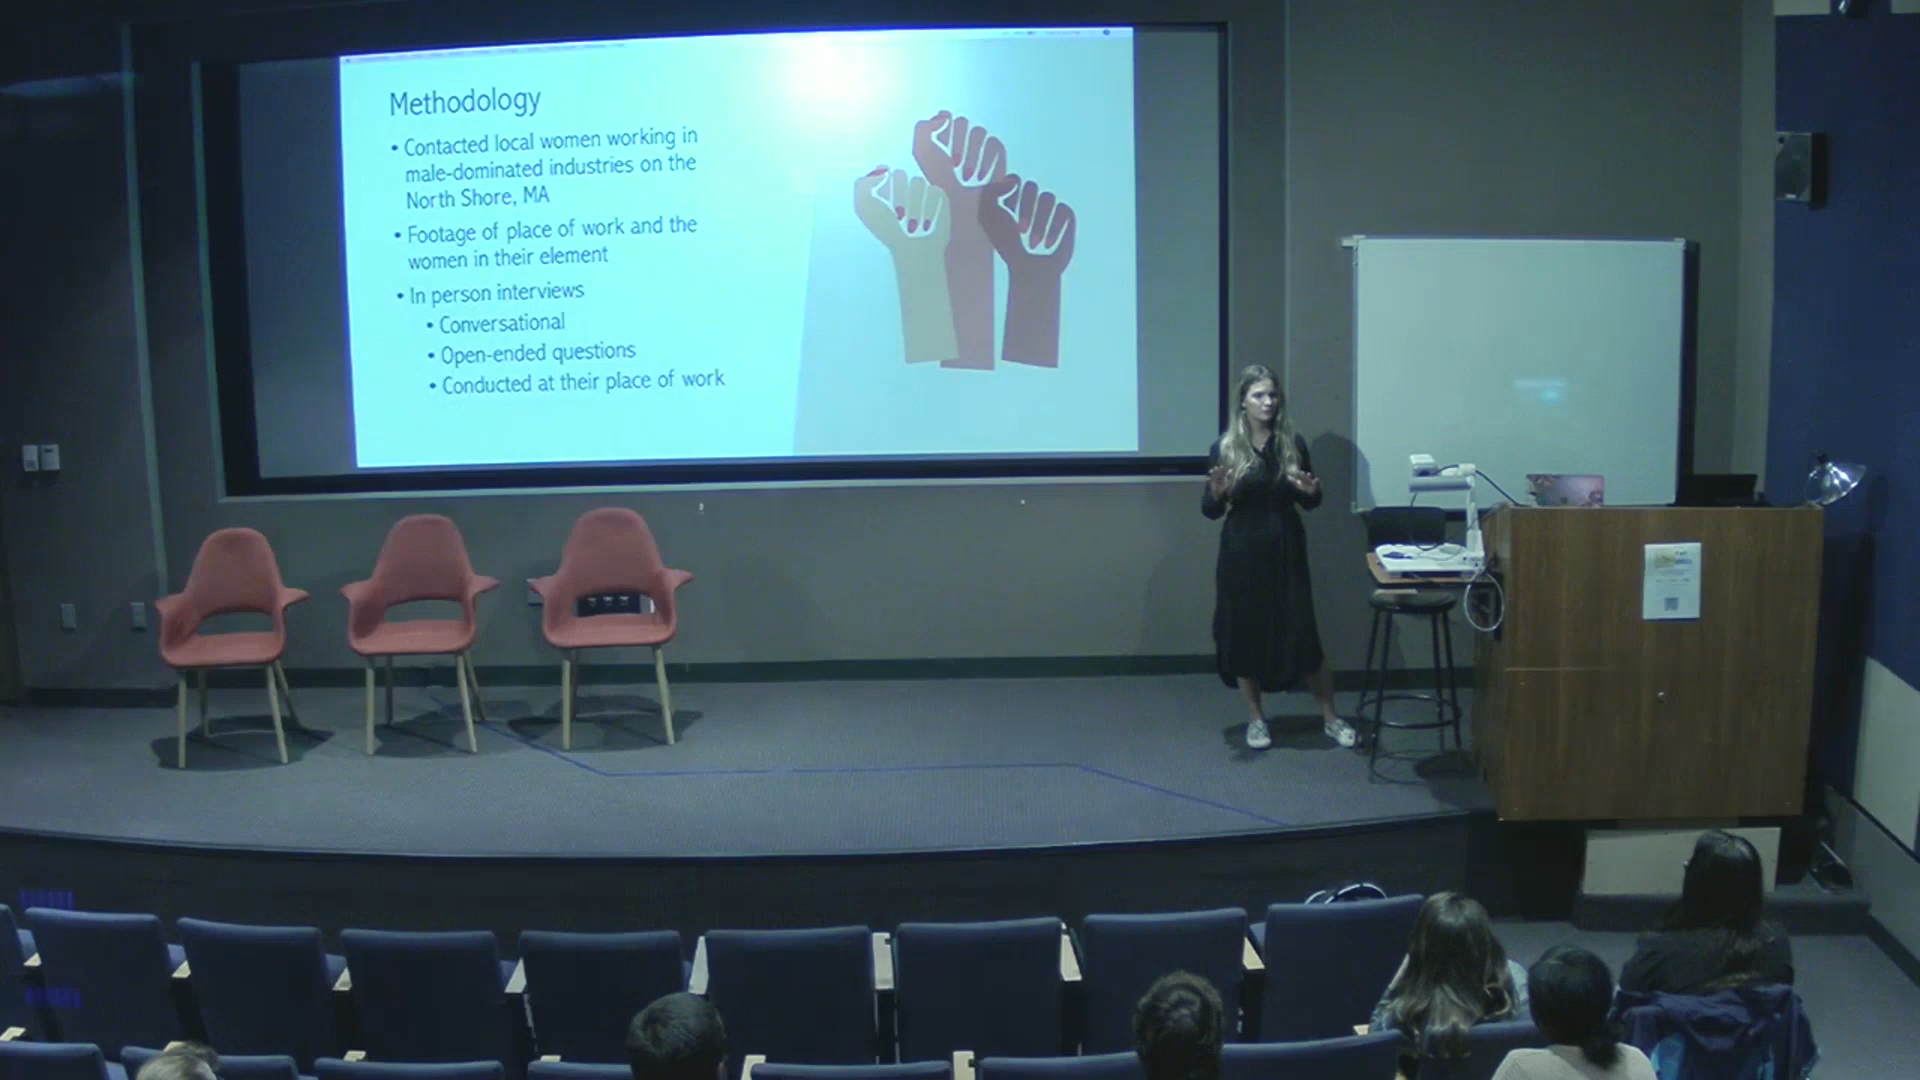 Methodology
• Contacted local women working in
male-dominated industries on the
North Shore, MA
• Footage of place of work and the
women in their element
• In person interviews
• Conversational
• Open-ended questions
• Conducted at their place of work